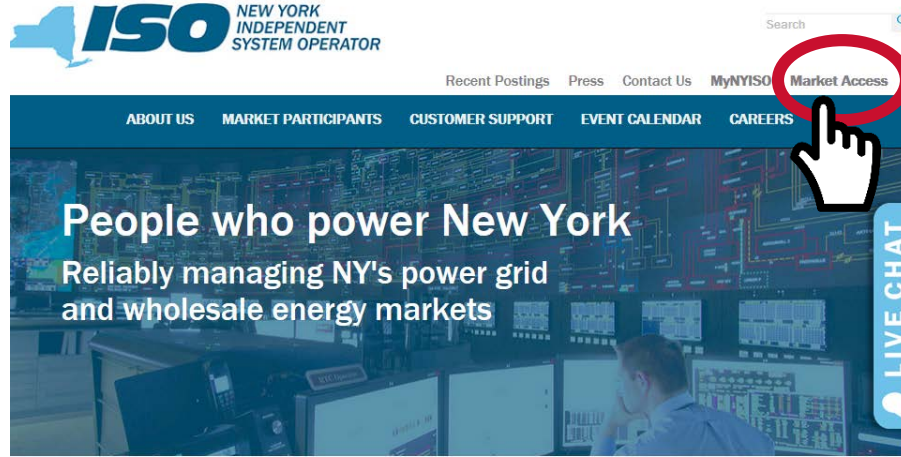 ISO NEW YORK
INDEPENDENT
SYSTEM OPERATOR
Search
Recent Postings Press Contact Us MyNYISO Market Access
ABOUT US MARKET PARTICIPANTS CUSTOMER SUPPORT EVENT CALENDAR CAREERS
People who power New York
Reliably managing NY's power grid
and wholesale energy markets
LIVE CHAT